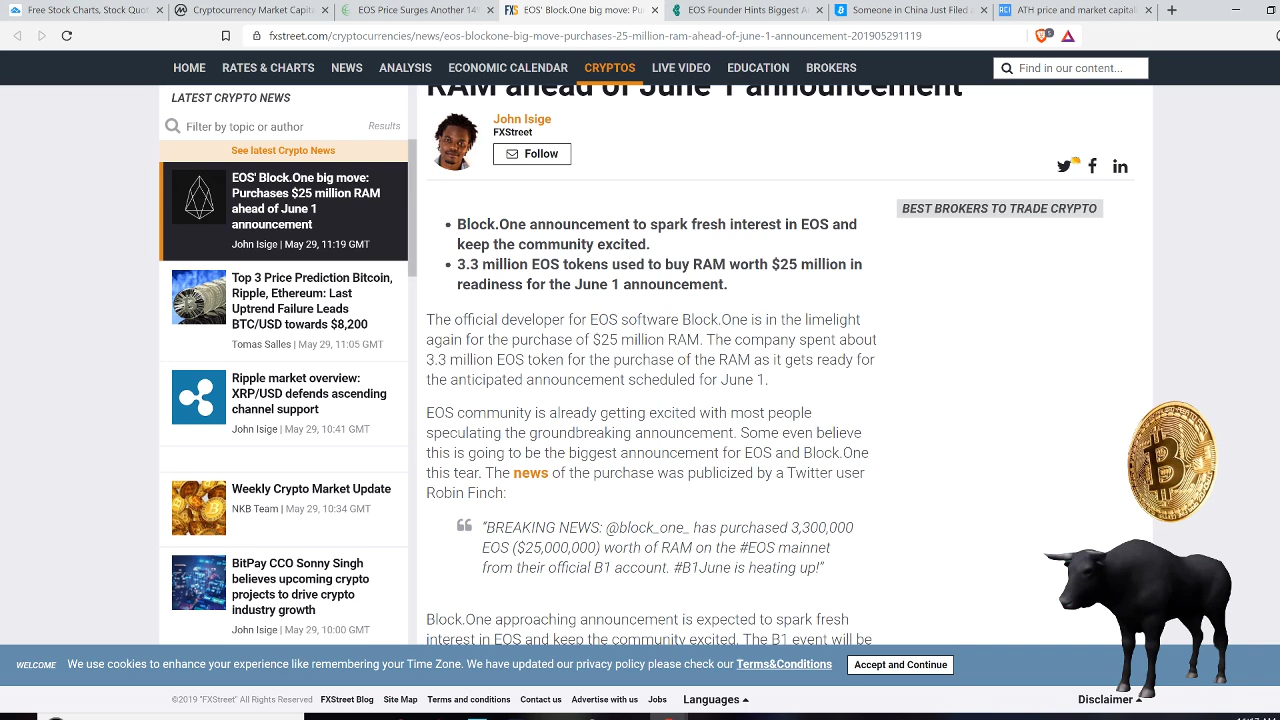 Free Stock Charts, Stock Quot
Cryptocurrency Market Capita
EOS Price Surges Another 14%
EOS' Block.One big move: Pu
EOS Founder Hints Biggest A
Someone in China Just Filed a
ATH price and market capitali
fxstreet.com/cryptocurrencies/news/eos-blockone-big-move-purchases-25-million-ram-ahead-of-june-1-announcement-201905291119
HOME RATES & CHARTS NEWS ANALYSIS ECONOMIC CALENDAR CRYPTOS LIVE VIDEO EDUCATION BROKERS
Find in our content...
LATEST CRYPTO NEWS
Filter by topic or author Results
See latest Crypto News
EOS' Block.One big move:
Purchases $25 million RAM
ahead of June 1
announcement
John Isige | May 29, 11:19 GMT
Top 3 Price Prediction Bitcoin,
Ripple, Ethereum: Last
Uptrend Failure Leads
BTC/USD towards $8,200
Tomas Salles | May 29, 11:05 GMT
Ripple market overview:
XRP/USD defends ascending
channel support
John Isige | May 29, 10:41 GMT
Weekly Crypto Market Update
NKB Team | May 29, 10:34 GMT
BitPay CCO Sonny Singh
believes upcoming crypto
projects to drive crypto
industry growth
John Isige | May 29, 10:00 GMT
RAM ahead of June 1 announcement
John Isige
FXStreet
Follow
BEST BROKERS TO TRADE CRYPTO
• Block.One announcement to spark fresh interest in EOS and
keep the community excited.
• 3.3 million EOS tokens used to buy RAM worth $25 million in
readiness for the June 1 announcement.
The official developer for EOS software Block.One is in the limelight
again for the purchase of $25 million RAM. The company spent about
3.3 million EOS token for the purchase of the RAM as it gets ready for
the anticipated announcement scheduled for June 1.
EOS community is already getting excited with most people
speculating the groundbreaking announcement. Some even believe
this is going to be the biggest announcement for EOS and Block.One
this tear. The news of the purchase was publicized by a Twitter user
Robin Finch:
“BREAKING NEWS: @block_one_ has purchased 3,300,000
EOS ($25,000,000) worth of RAM on the #EOS mainnet
from their official B1 account. #B1June is heating up!”
Block.One approaching announcement is expected to spark fresh
interest in EOS and keep the community excited. The B1 event will be
WELCOME We use cookies to enhance your experience like remembering your Time Zone. We have updated our privacy policy please check our Terms&Conditions Accept and Continue
©2019 "FXStreet" All Rights Reserved FXStreet Blog Site Map Terms and conditions Contact us Advertise with us Jobs Languages Disclaimer